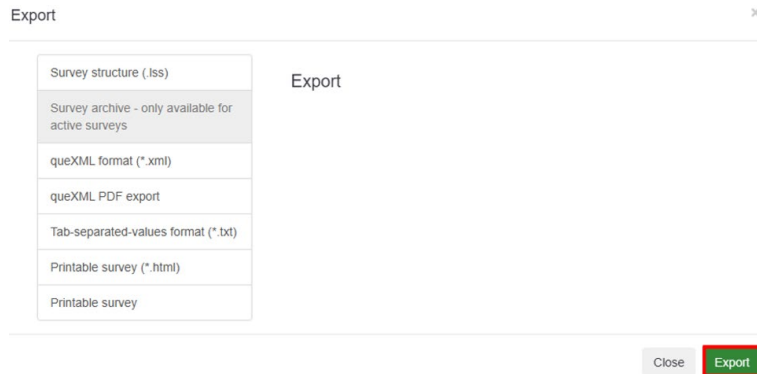 Export
×
Survey structure (.lss)
Export
Survey archive - only available for
active surveys
queXML format (*.xml)
queXML PDF export
Tab-separated-values format (*.txt)
Printable survey (*.html)
Printable survey
Close
Export